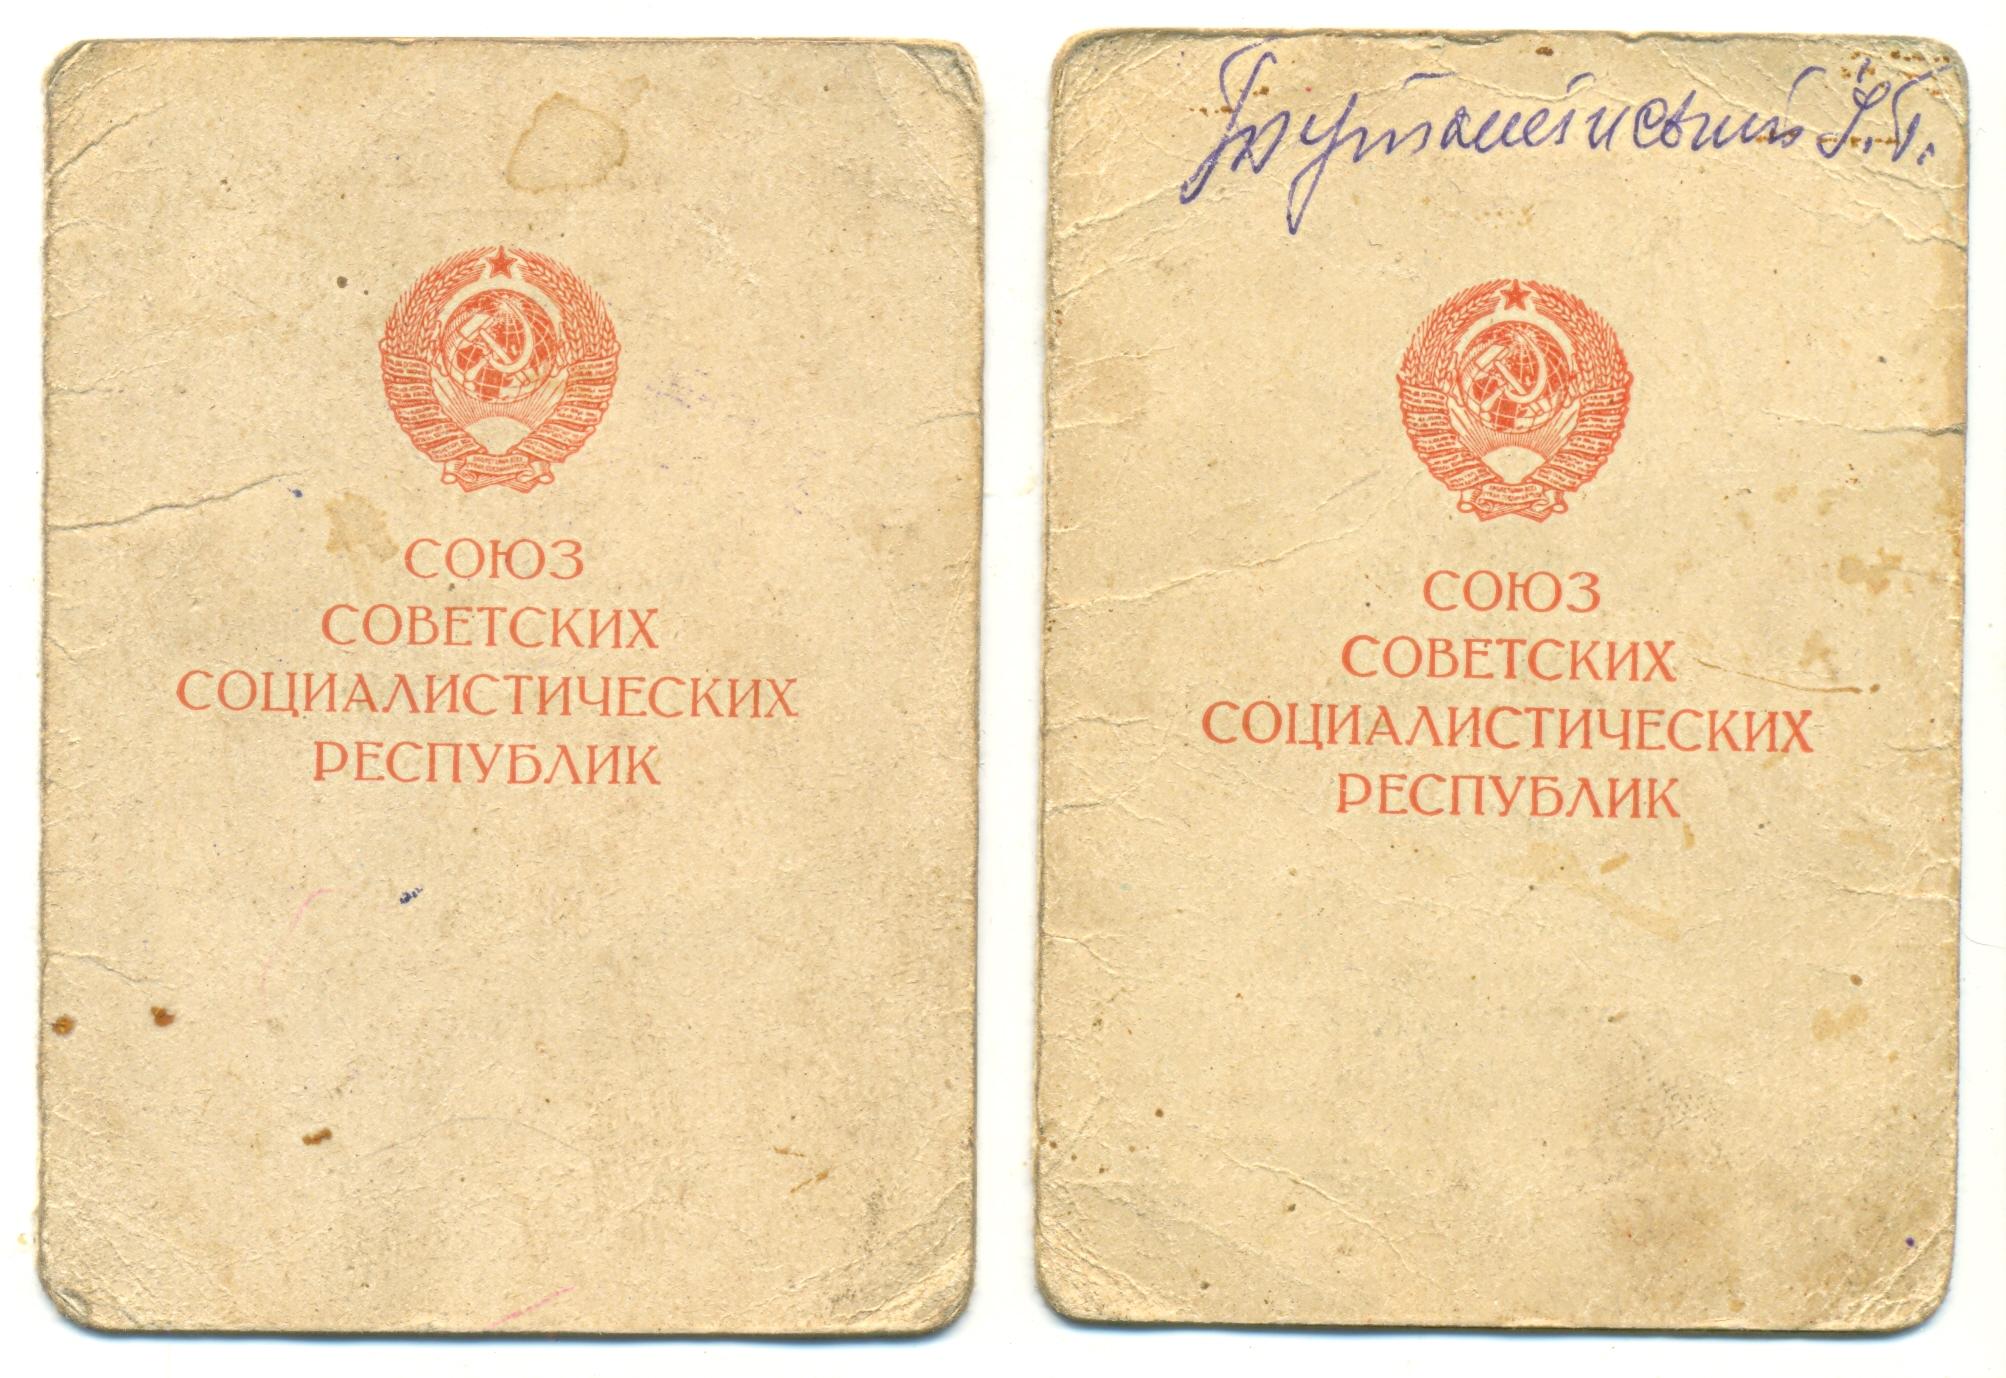 СОЮЗ
СОВЕТСКИХ
СОЦИАЛИСТИЧЕСКИХ
РЕСПУБЛИК
СОЮЗ
СОВЕТСКИХ
СОЦИАЛИСТИЧЕСКИХ
РЕСПУБЛИК